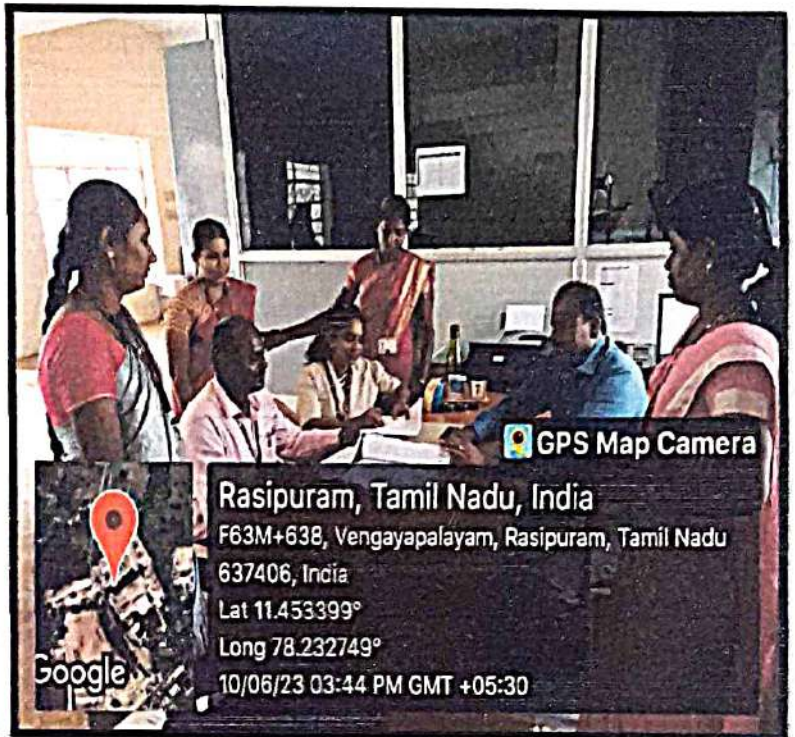 GPS Map Camera
Rasipuram, Tamil Nadu, India
F63M+638, Vengayapalayam, Rasipuram, Tamil Nadu
637406, India
Lat 11.453399°
Long 78.232749°
10/06/23 03:44 PM GMT +05:30
Google